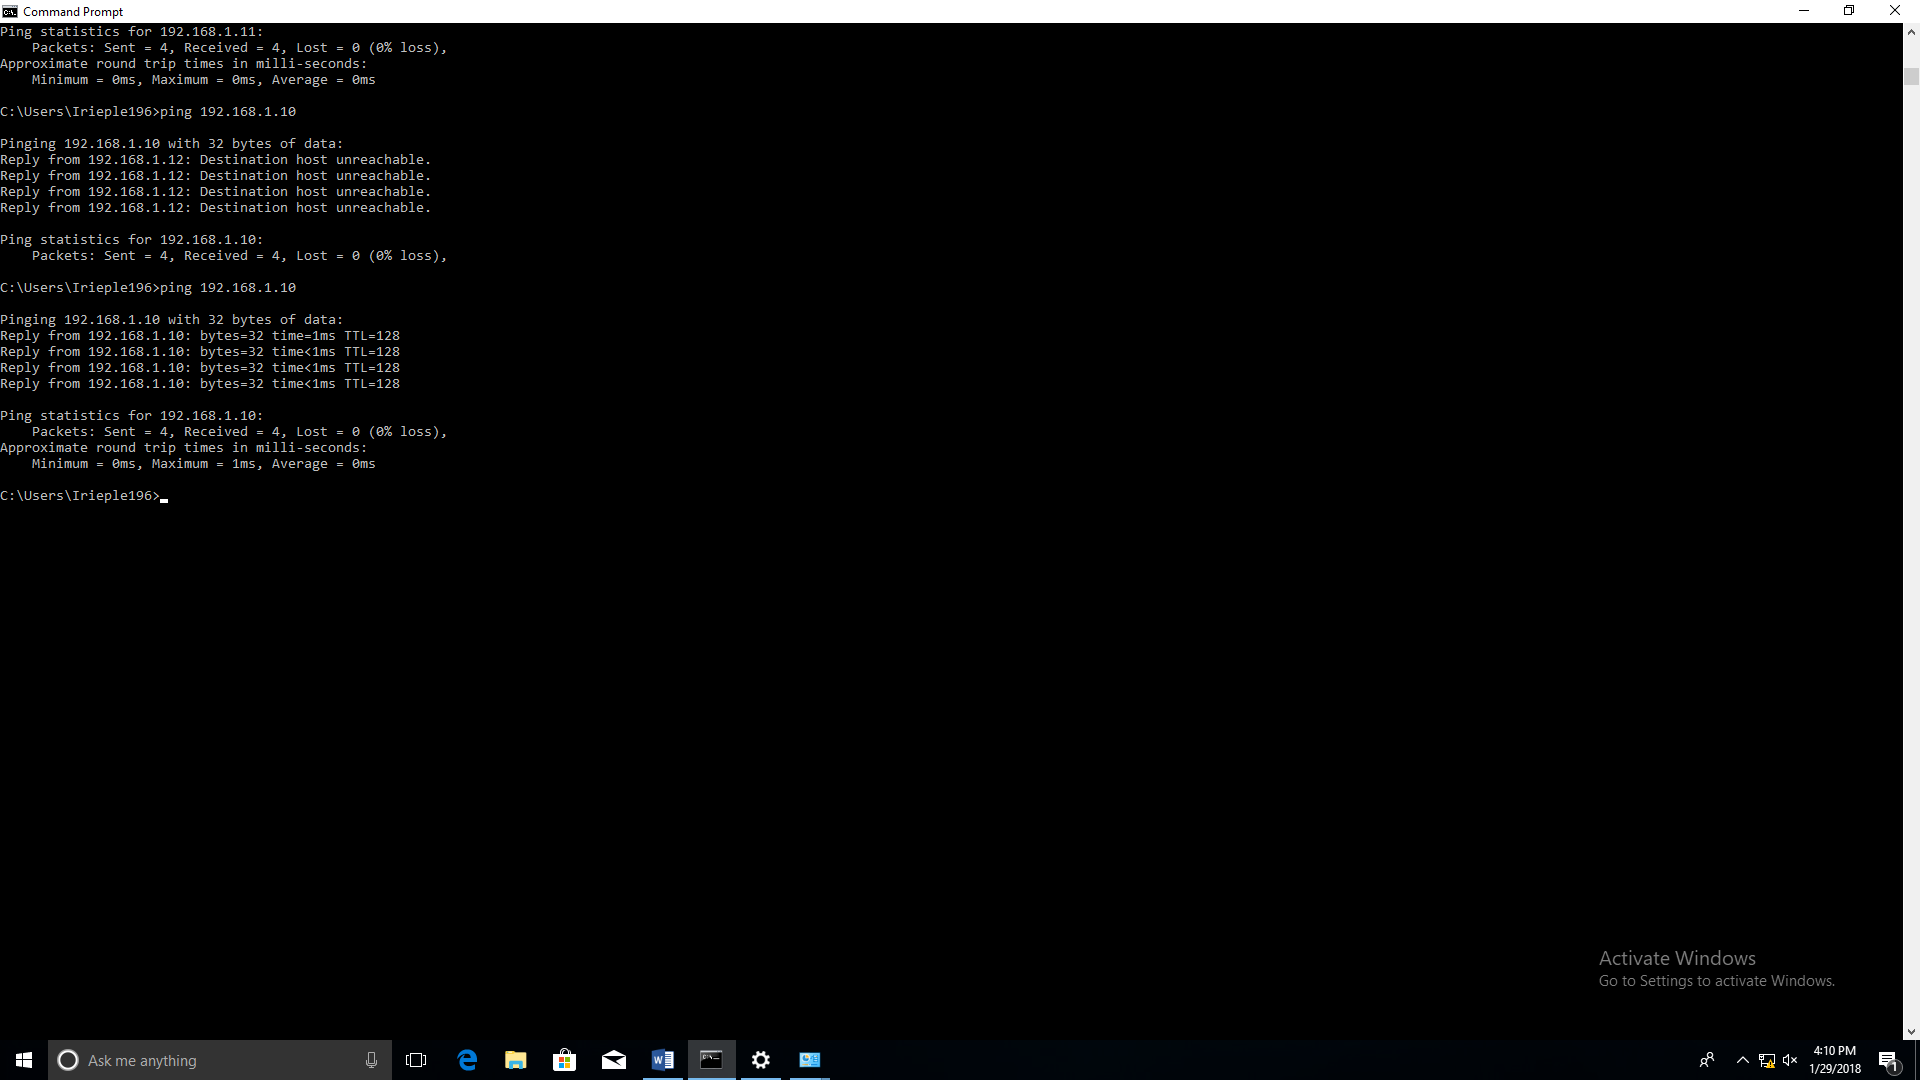 Command Prompt
Ping statistics for 192.168.1.11:
    Packets: Sent = 4, Received = 4, Lost = 0 (0% loss),
Approximate round trip times in milli-seconds:
    Minimum = 0ms, Maximum = 0ms, Average = 0ms

C:\Users\Irieple196>ping 192.168.1.10

Pinging 192.168.1.10 with 32 bytes of data:
Reply from 192.168.1.12: Destination host unreachable.
Reply from 192.168.1.12: Destination host unreachable.
Reply from 192.168.1.12: Destination host unreachable.
Reply from 192.168.1.12: Destination host unreachable.

Ping statistics for 192.168.1.10:
    Packets: Sent = 4, Received = 4, Lost = 0 (0% loss),

C:\Users\Irieple196>ping 192.168.1.10

Pinging 192.168.1.10 with 32 bytes of data:
Reply from 192.168.1.10: bytes=32 time=1ms TTL=128
Reply from 192.168.1.10: bytes=32 time<1ms TTL=128
Reply from 192.168.1.10: bytes=32 time<1ms TTL=128
Reply from 192.168.1.10: bytes=32 time<1ms TTL=128

Ping statistics for 192.168.1.10:
    Packets: Sent = 4, Received = 4, Lost = 0 (0% loss),
Approximate round trip times in milli-seconds:
    Minimum = 0ms, Maximum = 1ms, Average = 0ms

C:\Users\Irieple196>
Activate Windows
Go to Settings to activate Windows.
Ask me anything
4:10 PM
1/29/2018
1